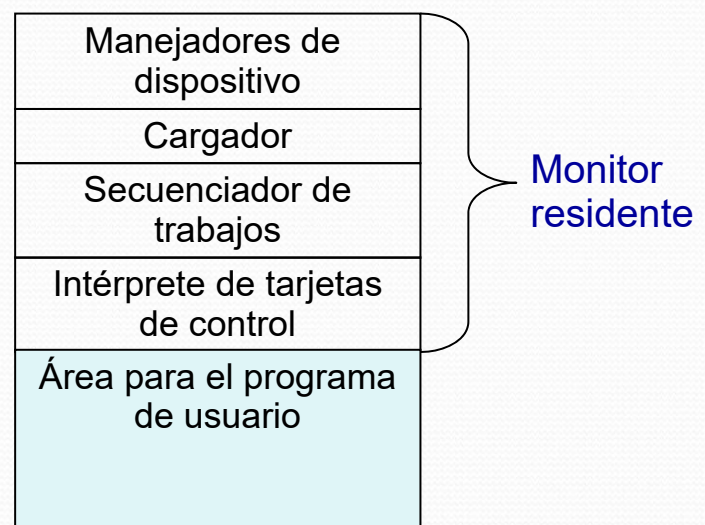 Manejadores de
dispositivo
Cargador
Secuenciador de
trabajos
Intérprete de tarjetas
de control
Área para el programa
de usuario
Monitor
residente